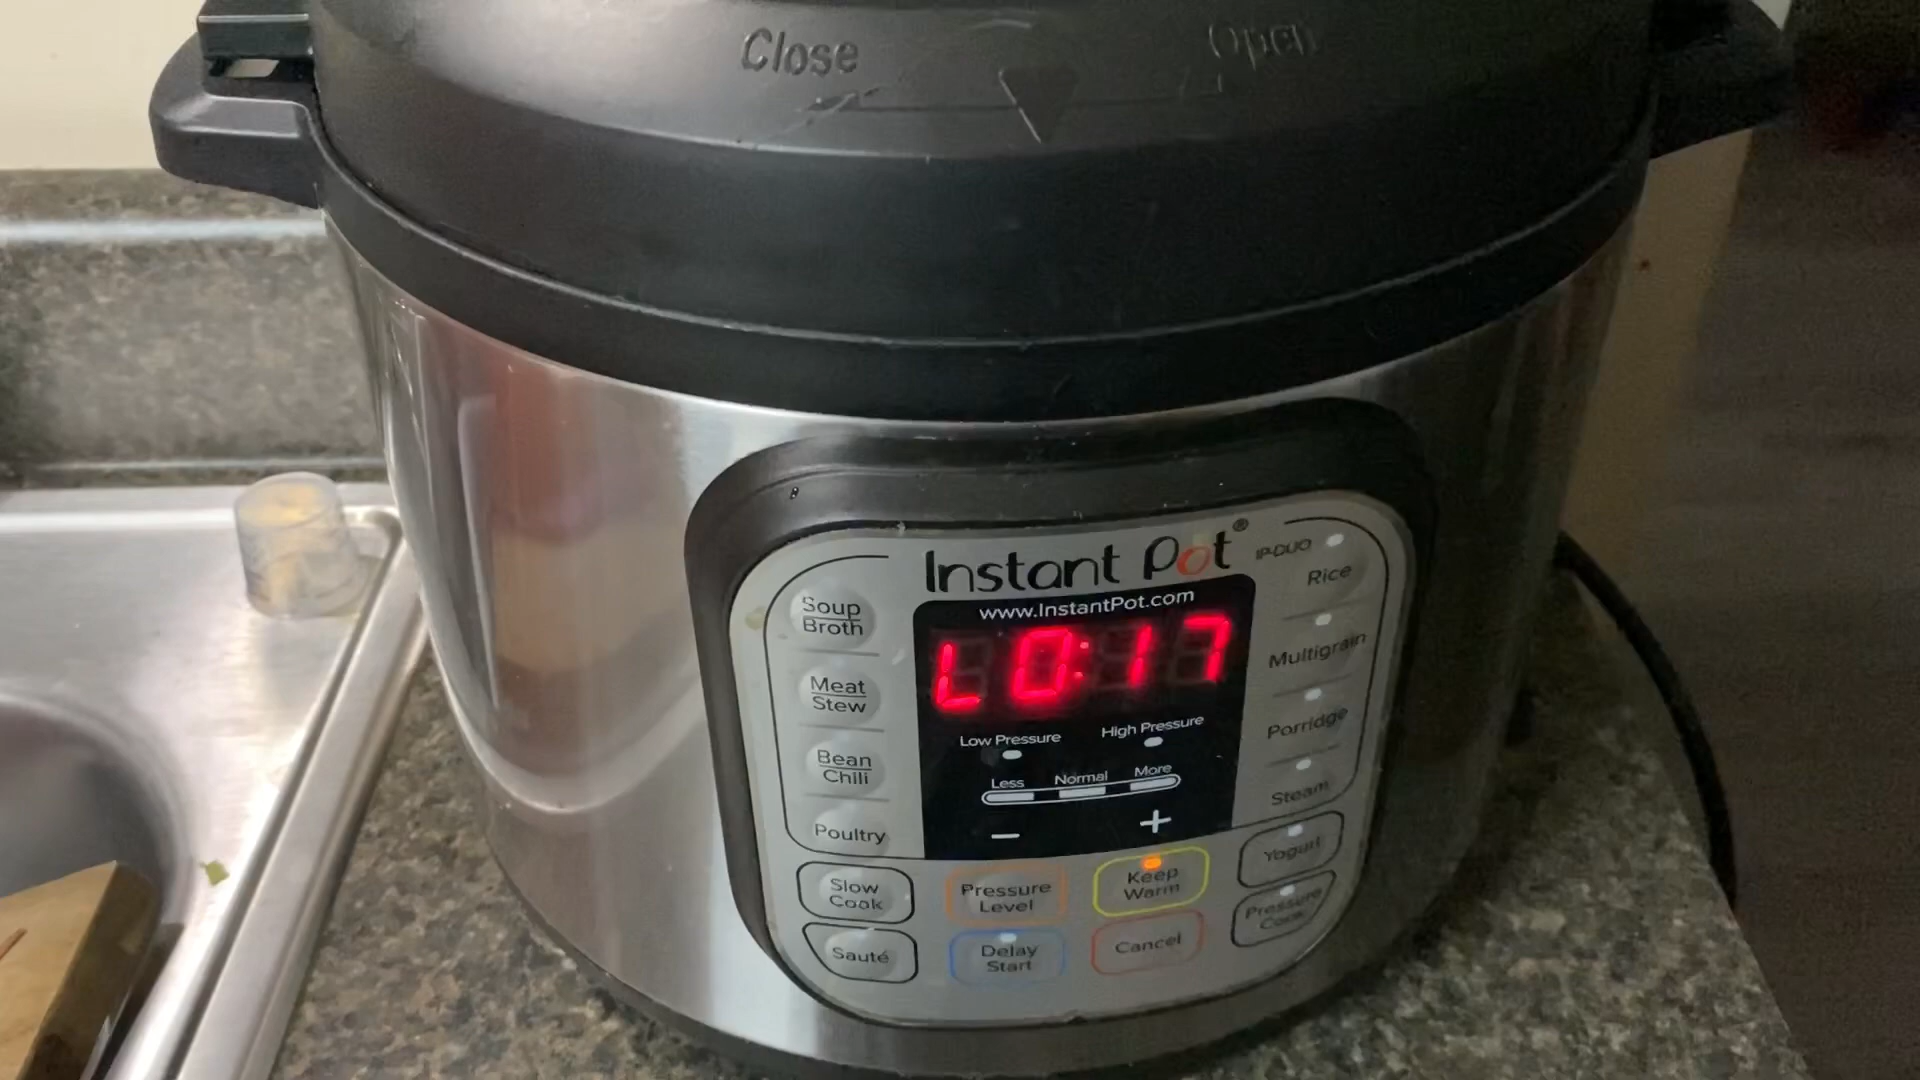 Close Open
Instant Pot®
IP-DUO
www.InstantPot.com
L0:17
Low Pressure
High Pressure
Less Normal More
− +
Soup
Broth
Meat
Stew
Bean
Chili
Poultry
Slow
Cook
Sauté
Pressure
Level
Delay
Start
Keep
Warm
Cancel
Rice
Multigrain
Porridge
Steam
Yogurt
Pressure
Cook